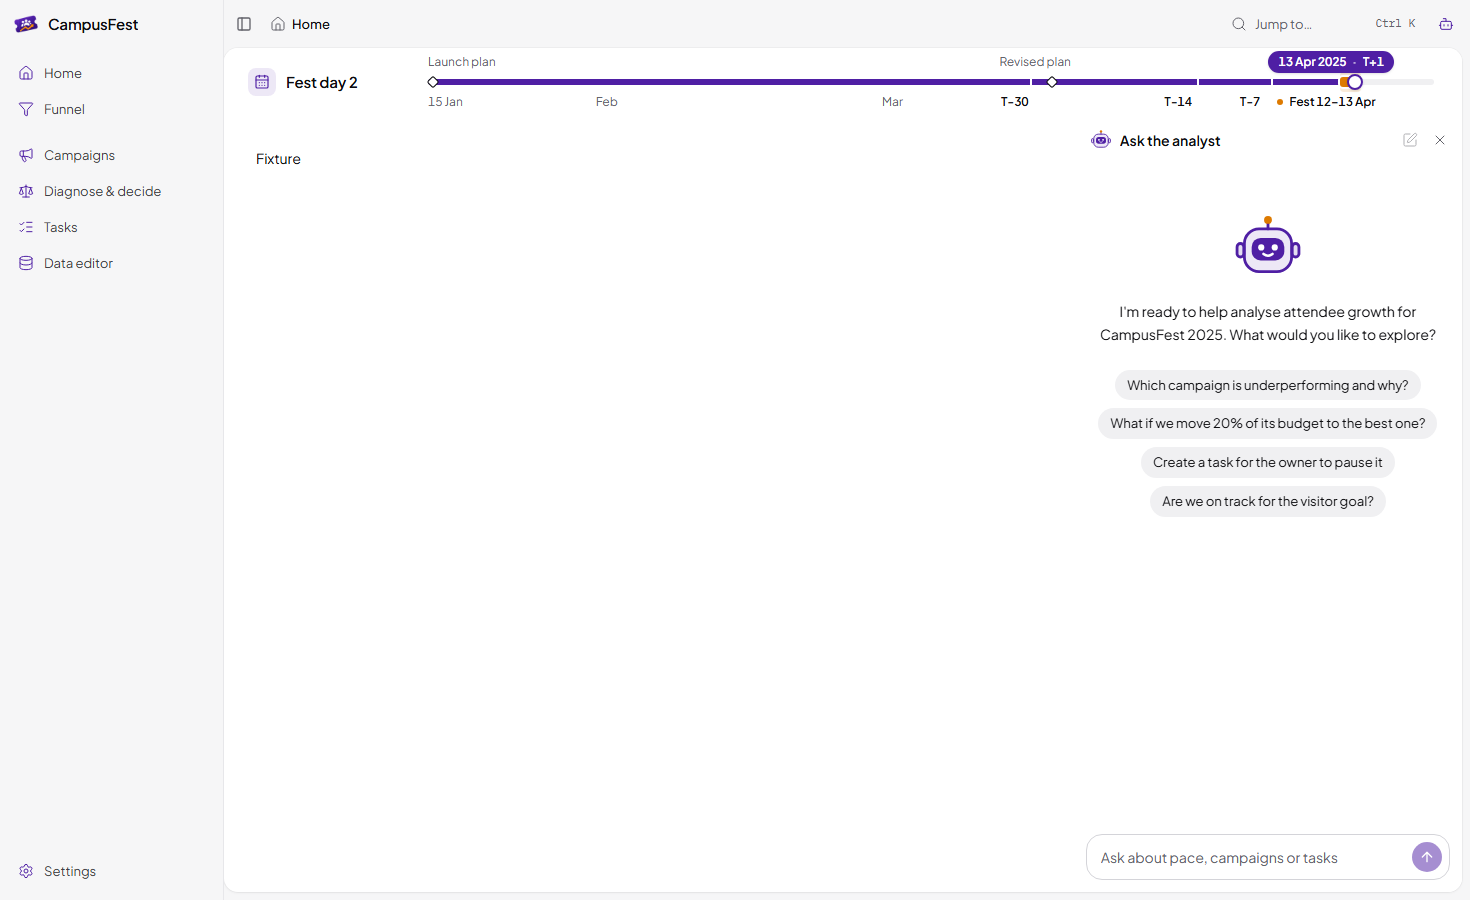 CampusFest
Home
Funnel
Campaigns
Diagnose & decide
Tasks
Data editor
Settings
Home
Jump to...
Ctrl K
Fest day 2
Launch plan
Revised plan
13 Apr 2025 · T+1
15 Jan
Feb
Mar
T-30
T-14
T-7
Fest 12–13 Apr
Fixture
Ask the analyst
I'm ready to help analyse attendee growth for
CampusFest 2025. What would you like to explore?
Which campaign is underperforming and why?
What if we move 20% of its budget to the best one?
Create a task for the owner to pause it
Are we on track for the visitor goal?
Ask about pace, campaigns or tasks